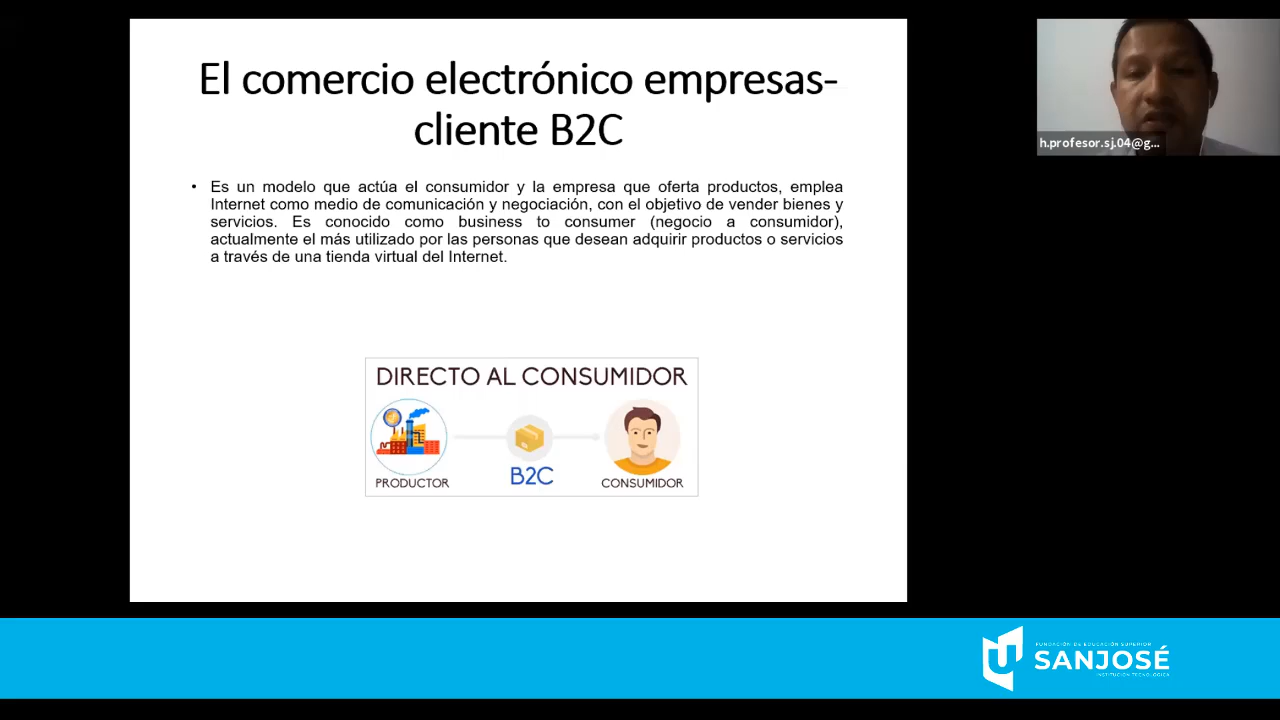 El comercio electrónico empresas-
cliente B2C
• Es un modelo que actúa el consumidor y la empresa que oferta productos, emplea
Internet como medio de comunicación y negociación, con el objetivo de vender bienes y
servicios. Es conocido como business to consumer (negocio a consumidor),
actualmente el más utilizado por las personas que desean adquirir productos o servicios
a través de una tienda virtual del Internet.
DIRECTO AL CONSUMIDOR
PRODUCTOR
B2C
CONSUMIDOR
h.profesor.sj.04@g...
FUNDACIÓN DE EDUCACIÓN SUPERIOR
SANJOSÉ
INSTITUCIÓN TECNOLÓGICA